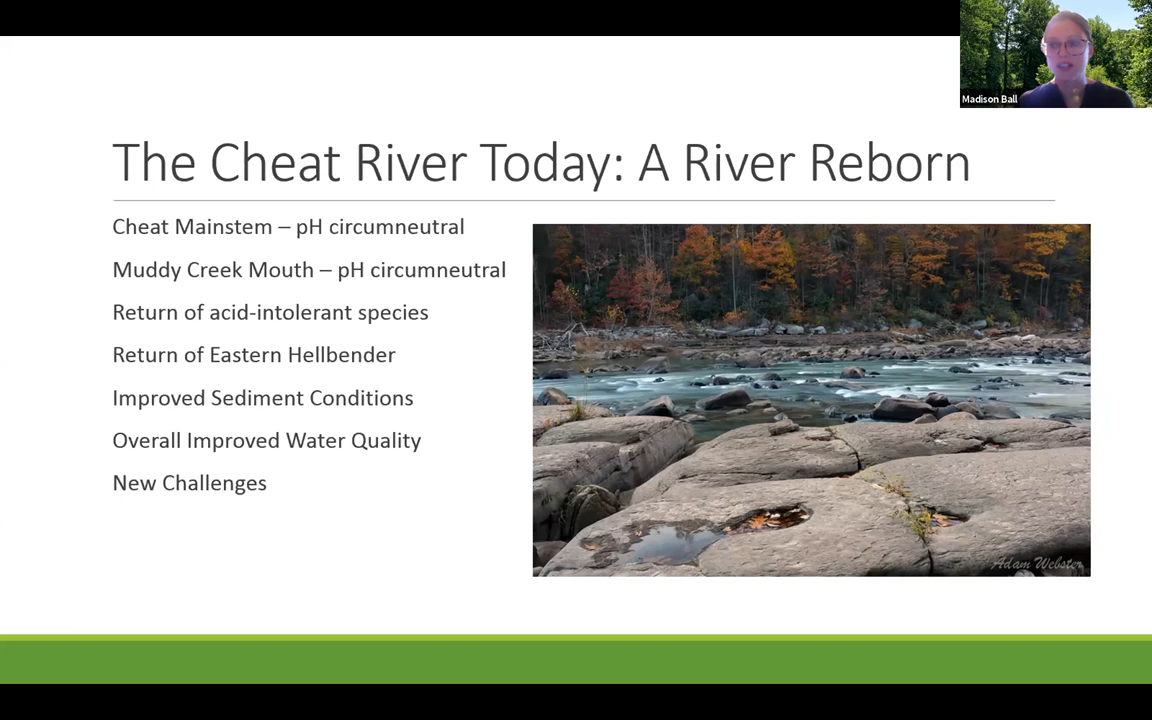 Madison Ball
The Cheat River Today: A River Reborn
Cheat Mainstem – pH circumneutral
Muddy Creek Mouth – pH circumneutral
Return of acid-intolerant species
Return of Eastern Hellbender
Improved Sediment Conditions
Overall Improved Water Quality
New Challenges
Adam Webster